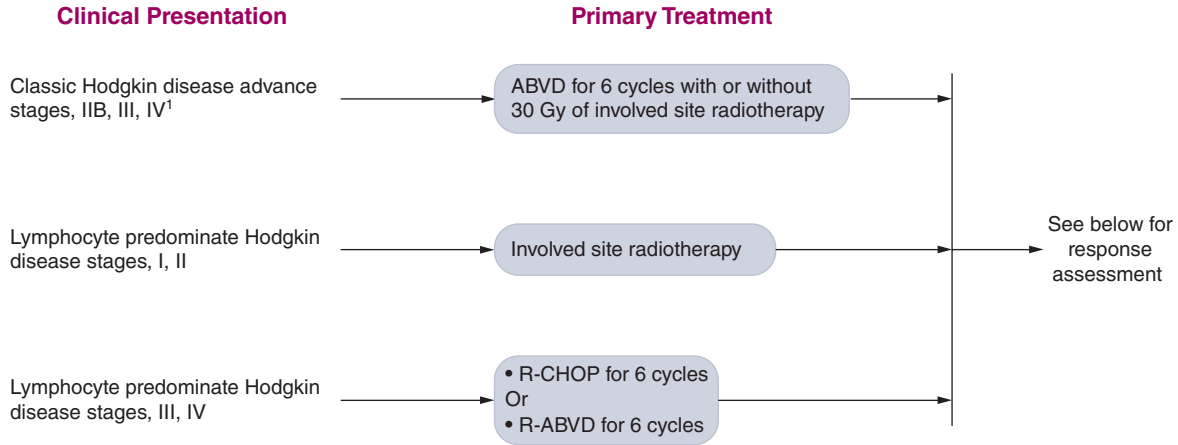 Clinical Presentation
Primary Treatment
Classic Hodgkin disease advance
stages, IIB, III, IV1
ABVD for 6 cycles with or without
30 Gy of involved site radiotherapy
Lymphocyte predominate Hodgkin
disease stages, I, II
Involved site radiotherapy
See below for
response
assessment
Lymphocyte predominate Hodgkin
disease stages, III, IV
• R-CHOP for 6 cycles
Or
• R-ABVD for 6 cycles